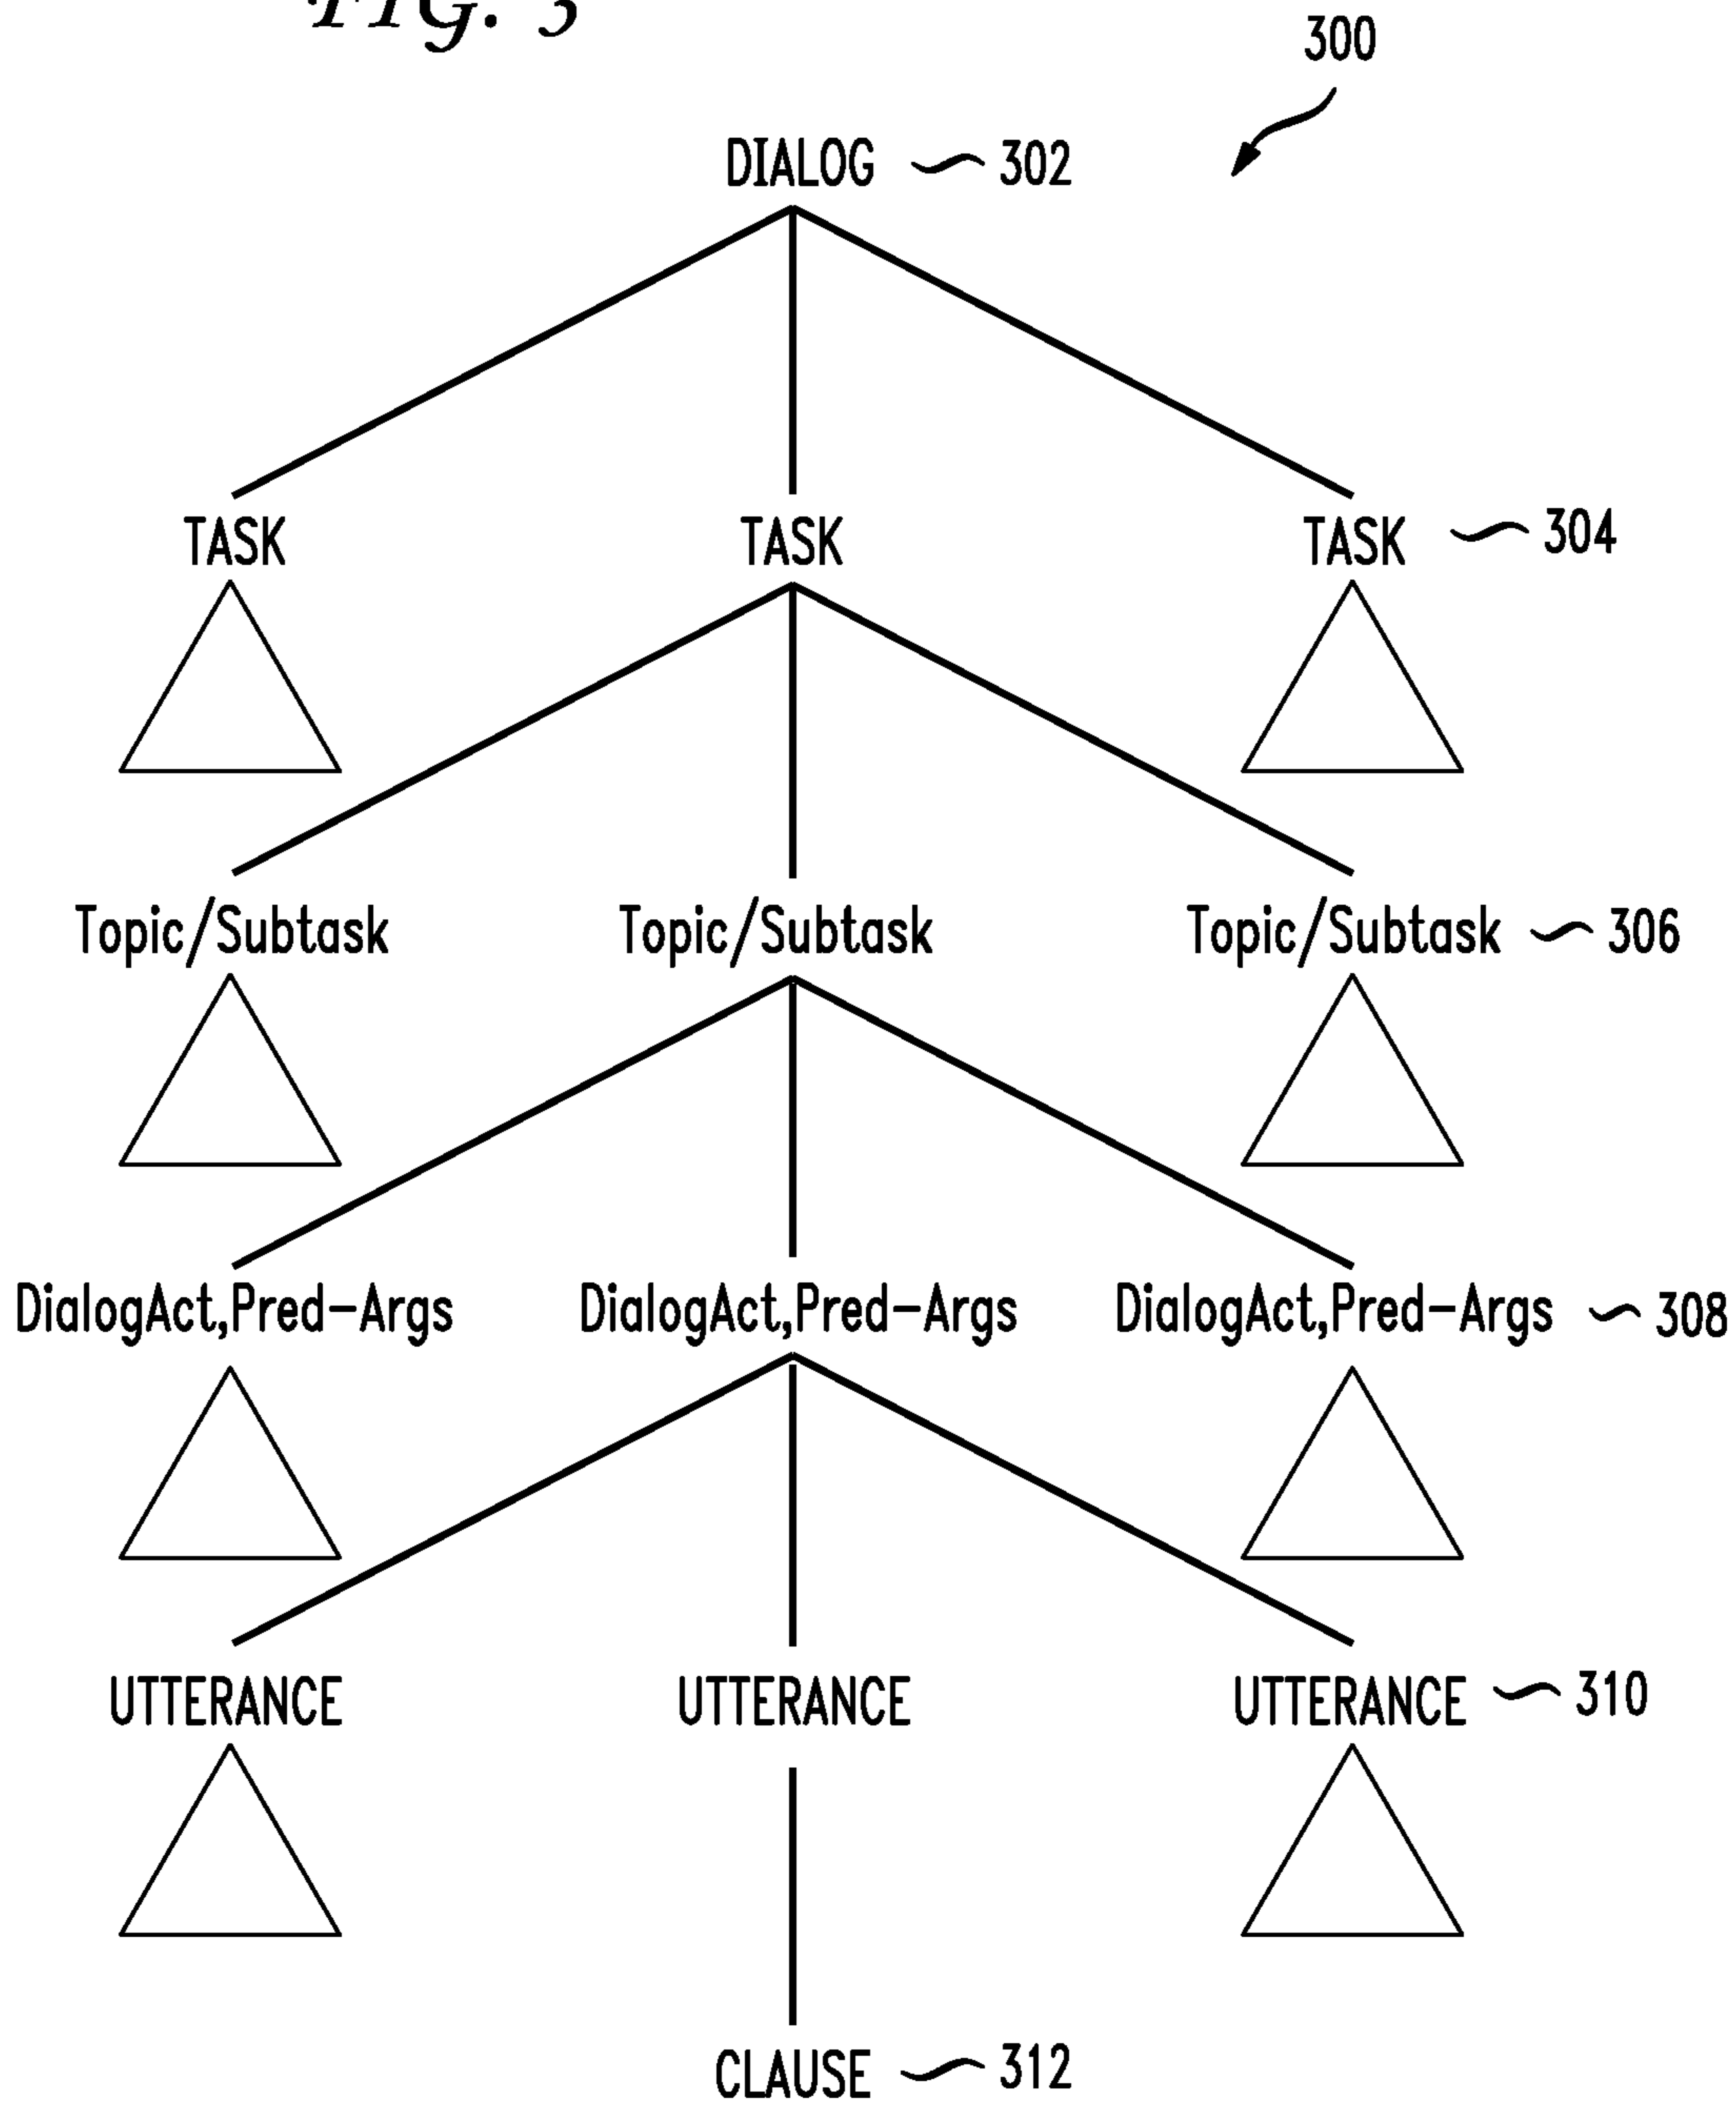 FIG. 3
300
DIALOG 302
TASK TASK TASK 304
Topic/Subtask Topic/Subtask Topic/Subtask 306
DialogAct,Pred-Args DialogAct,Pred-Args DialogAct,Pred-Args 308
UTTERANCE UTTERANCE UTTERANCE 310
CLAUSE 312